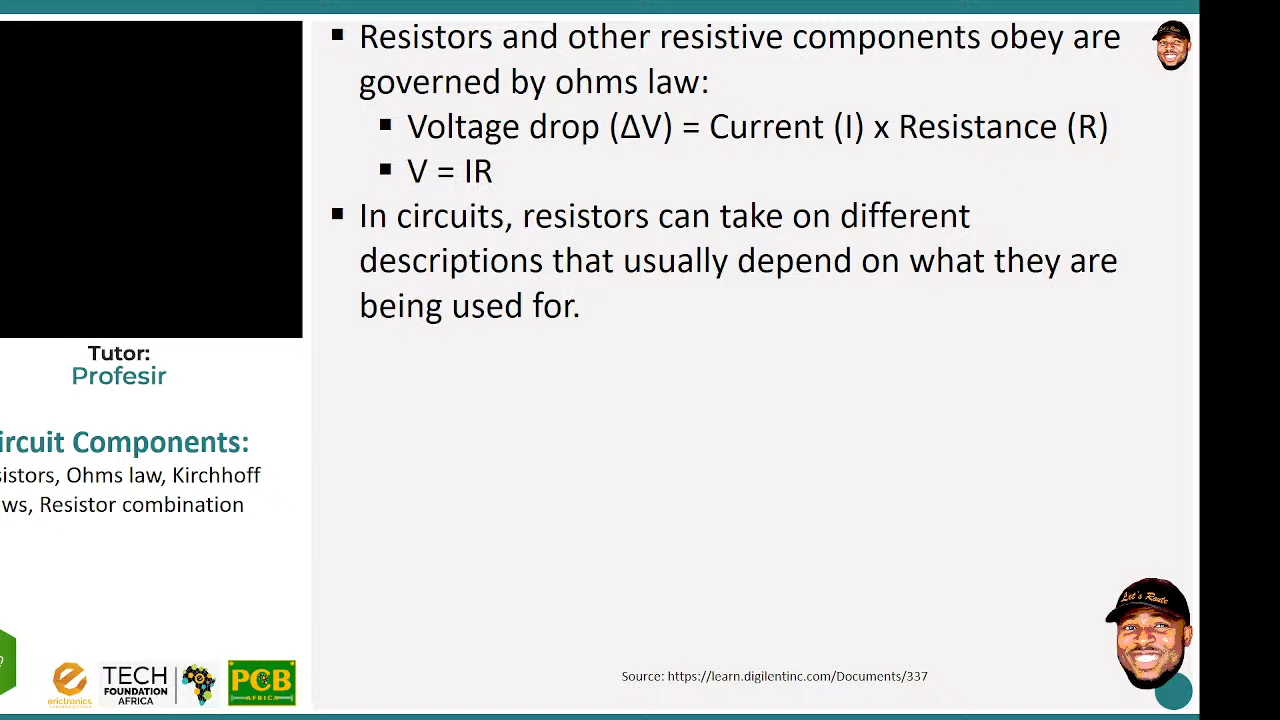 ▪ Resistors and other resistive components obey are
governed by ohms law:
▪ Voltage drop (ΔV) = Current (I) x Resistance (R)
▪ V = IR
▪ In circuits, resistors can take on different
descriptions that usually depend on what they are
being used for.
Tutor:
Profesir
ircuit Components:
sistors, Ohms law, Kirchhoff
ws, Resistor combination
erictronics
TECH
FOUNDATION
AFRICA
PCB
AFRICA
Source: https://learn.digilentinc.com/Documents/337
Let's Route